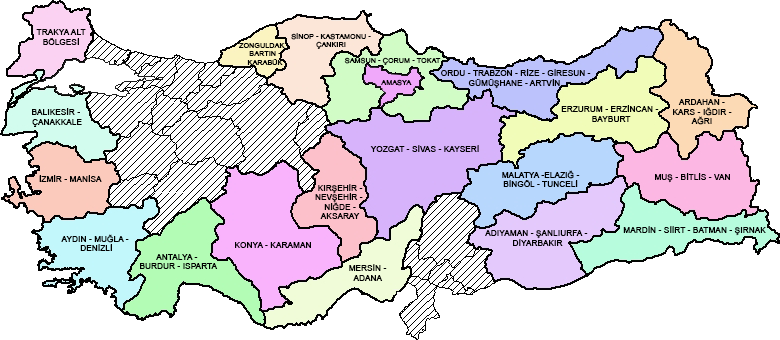 TRAKYA ALT
BÖLGESİ
ZONGULDAK
BARTIN -
KARABÜK
SİNOP - KASTAMONU -
ÇANKIRI
SAMSUN - ÇORUM - TOKAT
AMASYA
ORDU - TRABZON - RİZE - GİRESUN -
GÜMÜŞHANE - ARTVİN
ERZURUM - ERZİNCAN -
BAYBURT
ARDAHAN -
KARS - IĞDIR -
AĞRI
BALIKESİR -
ÇANAKKALE
YOZGAT - SİVAS - KAYSERİ
İZMİR - MANİSA
KIRŞEHİR -
NEVŞEHİR -
NİĞDE -
AKSARAY
MALATYA -ELAZIĞ -
BİNGÖL - TUNCELİ
MUŞ - BİTLİS - VAN
AYDIN - MUĞLA -
DENİZLİ
ANTALYA -
BURDUR - ISPARTA
KONYA - KARAMAN
MERSİN -
ADANA
ADIYAMAN - ŞANLIURFA -
DİYARBAKIR
MARDİN - SİİRT - BATMAN - ŞIRNAK